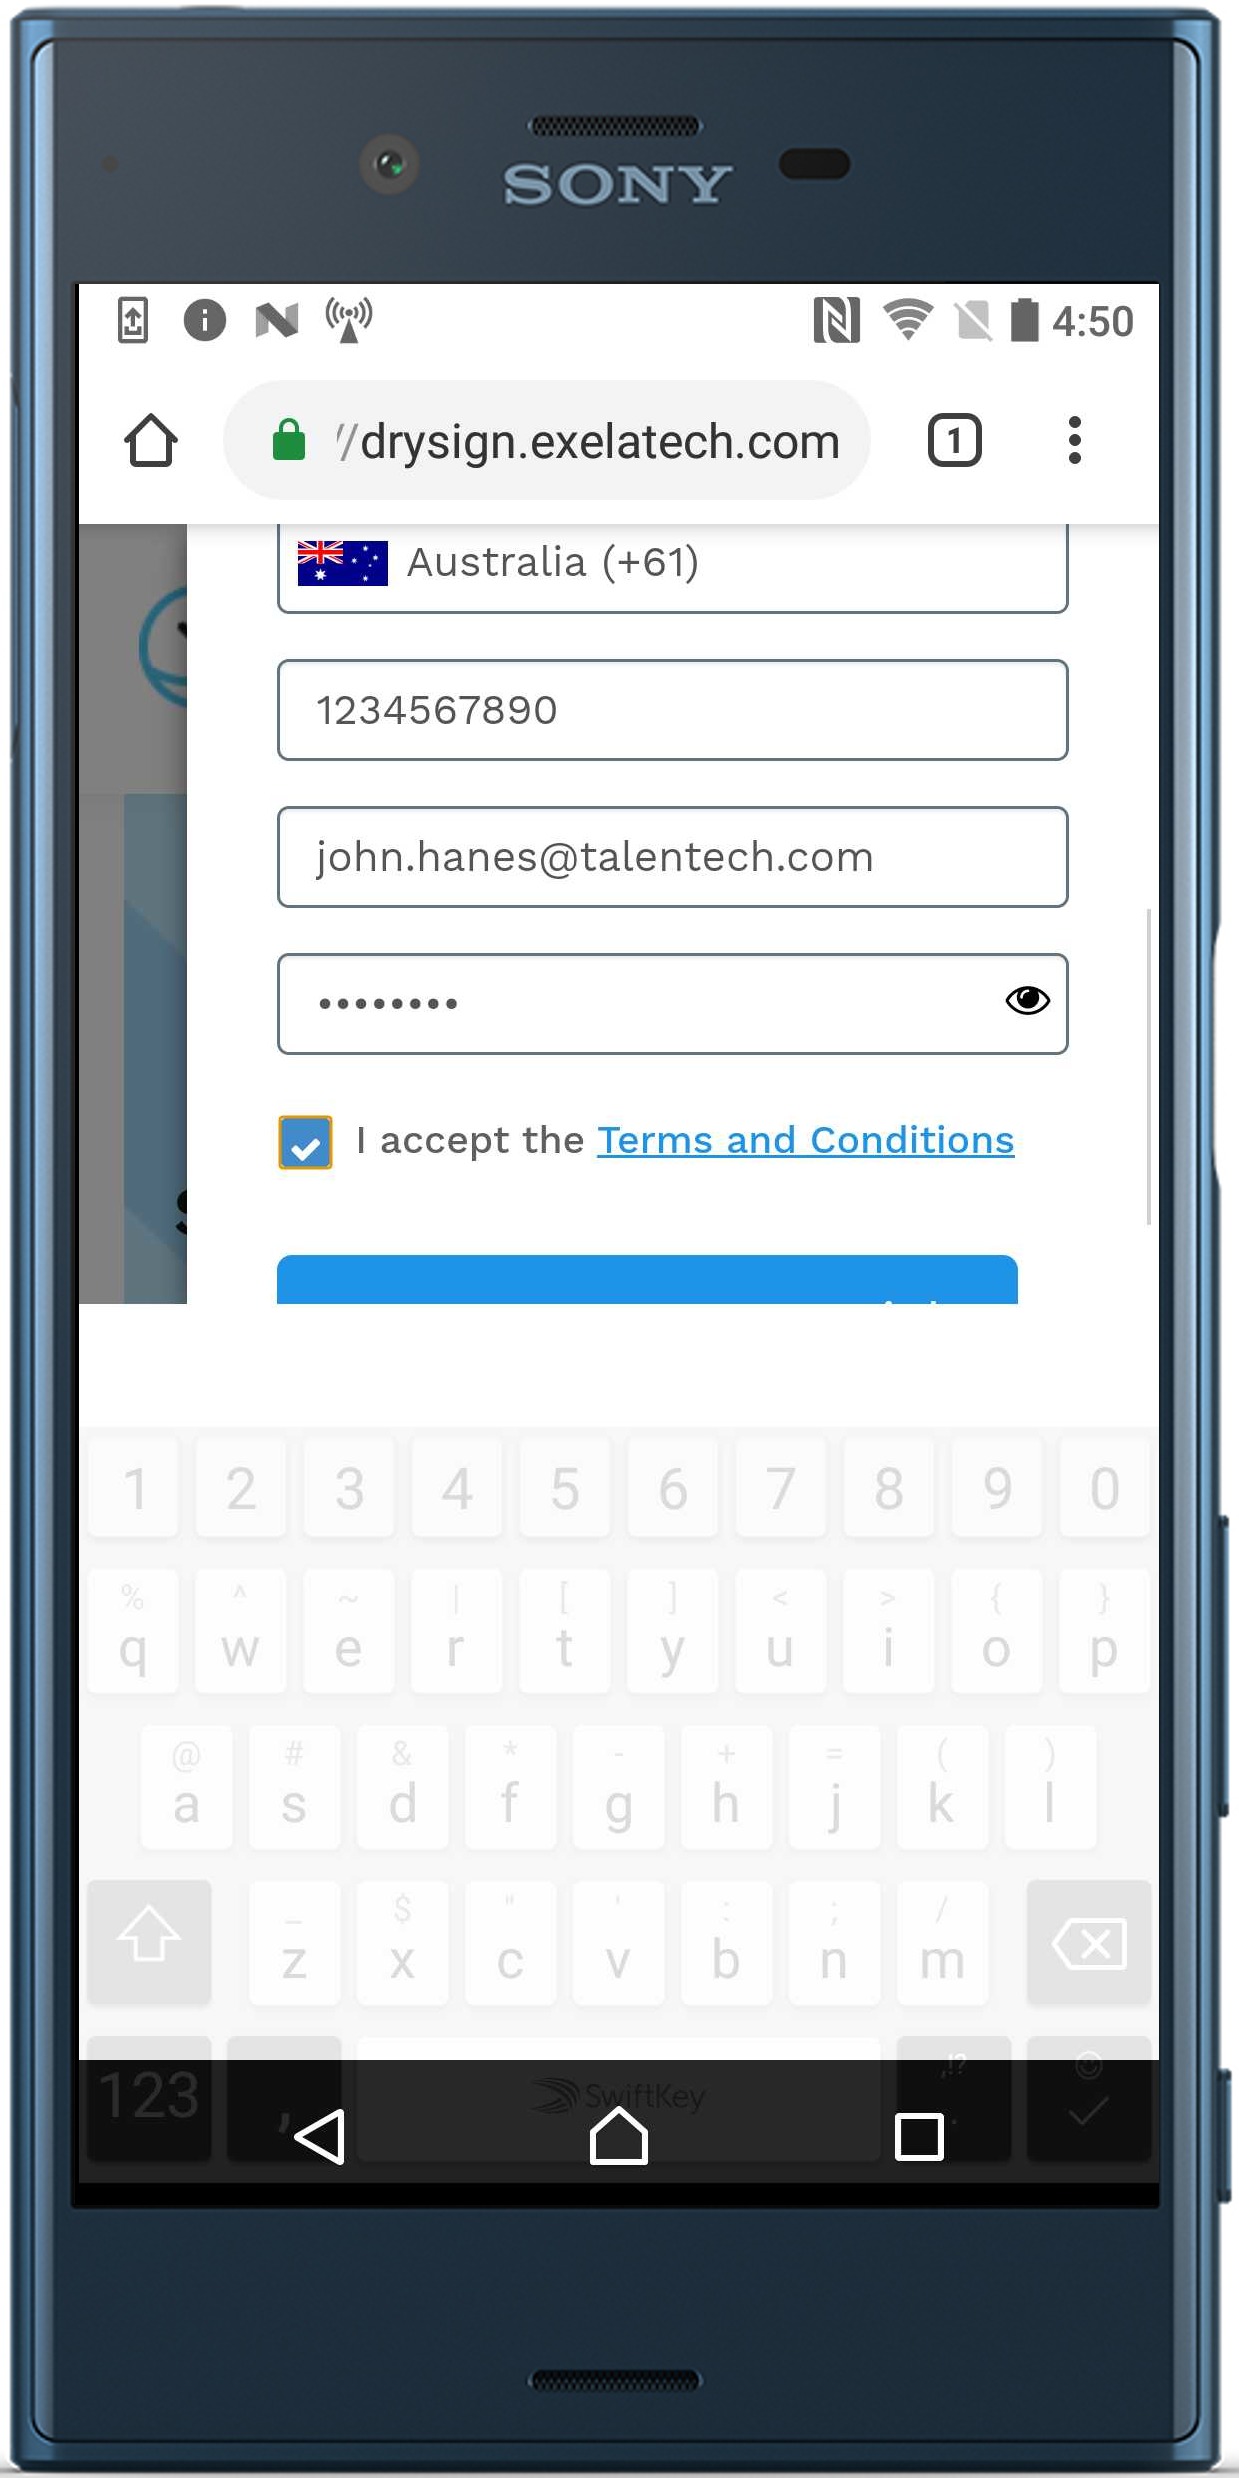 SONY
4:50
//drysign.exelatech.com
1
Australia (+61)
1234567890
john.hanes@talentech.com
••••••••
I accept the Terms and Conditions
1 2 3 4 5 6 7 8 9 0
% ^ ~ | [ ] < > { }
q w e r t y u i o p
@ # & * - + = ( )
a s d f g h j k l
_ $ " ' : ; /
z x c v b n m
,!?
123 , SwiftKey .